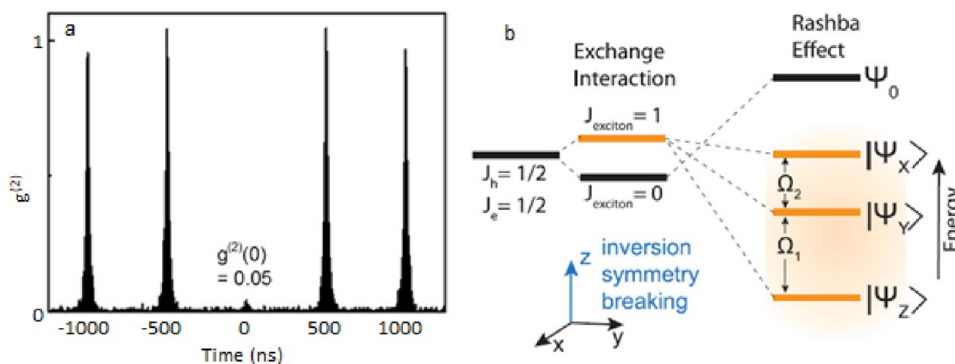 a
g(2)
1
0
g(2)(0)
= 0.05
-1000 -500 0 500 1000
Time (ns)
b
Exchange
Interaction
Rashba
Effect
Jexciton= 1
Jh= 1/2
Je= 1/2
Jexciton= 0
Ψ0
|ΨX〉
Ω2
|ΨY〉
Ω1
|ΨZ〉
Energy
z
y
x
inversion
symmetry
breaking